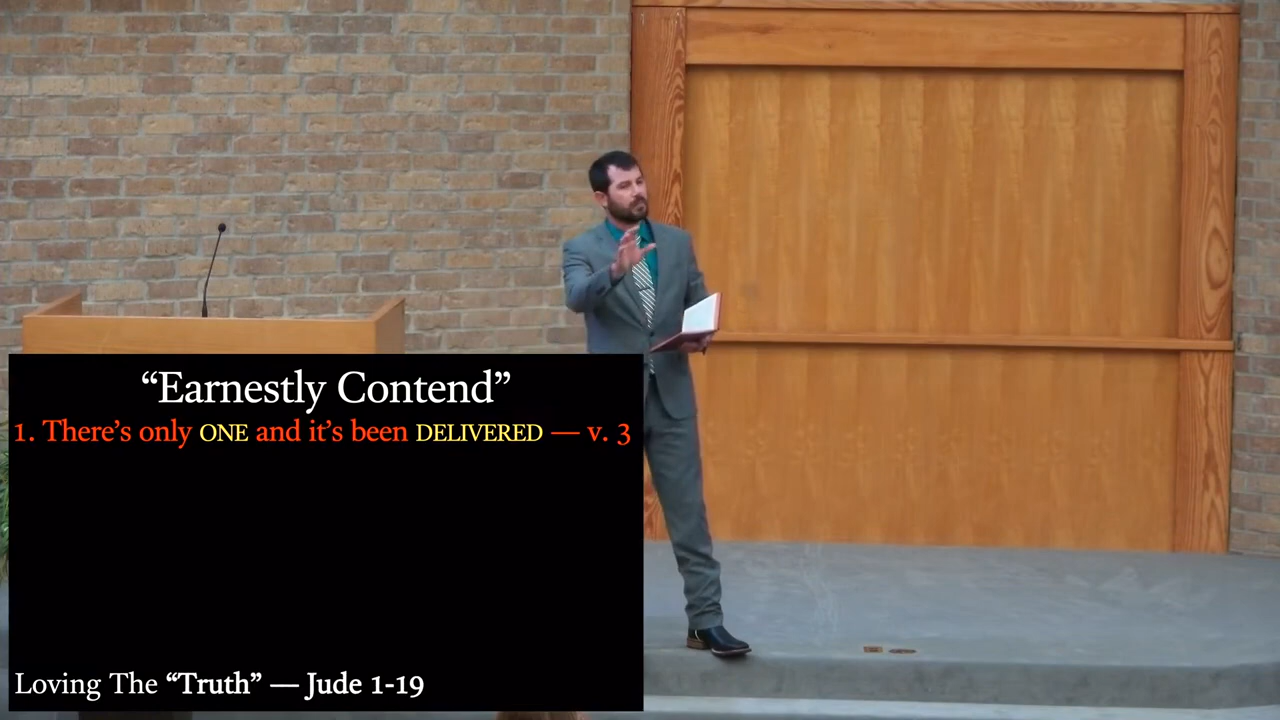 “Earnestly Contend”
1. There’s only ONE and it’s been DELIVERED — v. 3
Loving The “Truth” — Jude 1-19